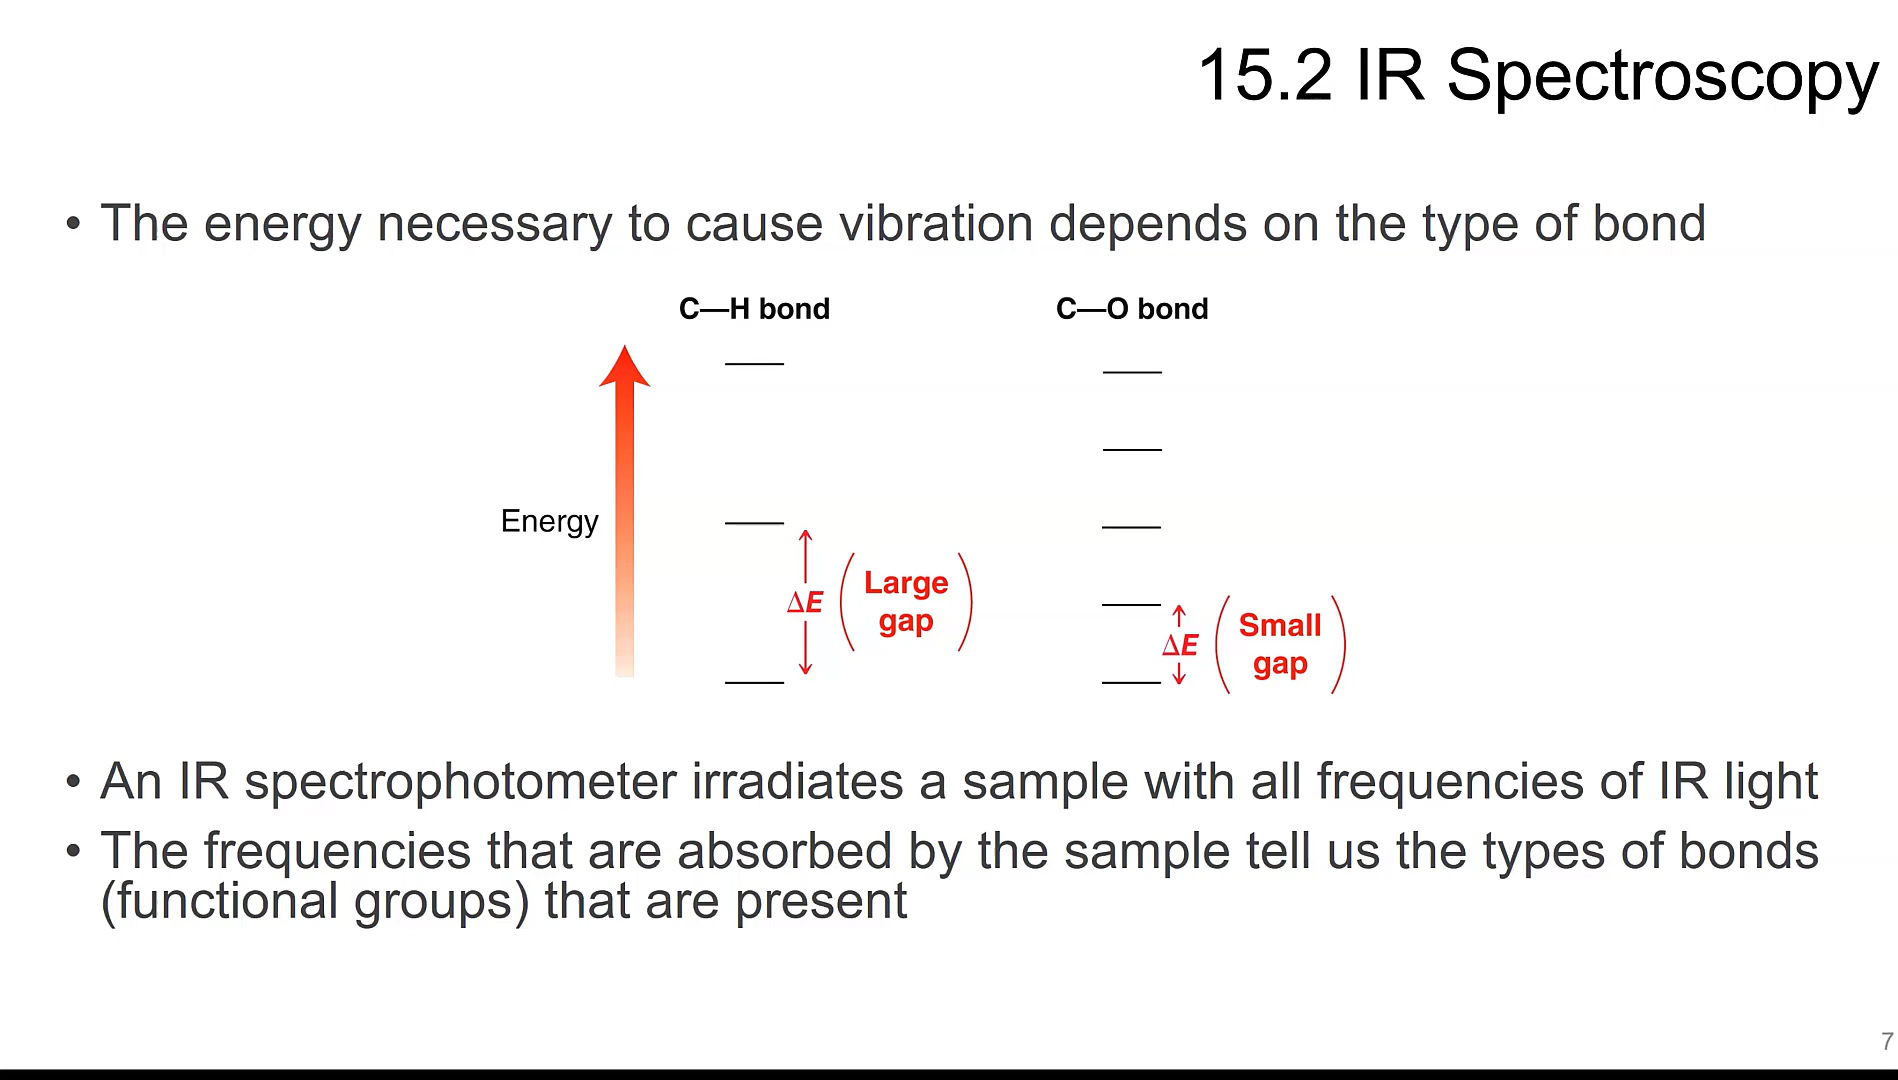 15.2 IR Spectroscopy
• The energy necessary to cause vibration depends on the type of bond
C—H bond
C—O bond
Energy
ΔE
Large
gap
ΔE
Small
gap
• An IR spectrophotometer irradiates a sample with all frequencies of IR light
• The frequencies that are absorbed by the sample tell us the types of bonds
(functional groups) that are present
7